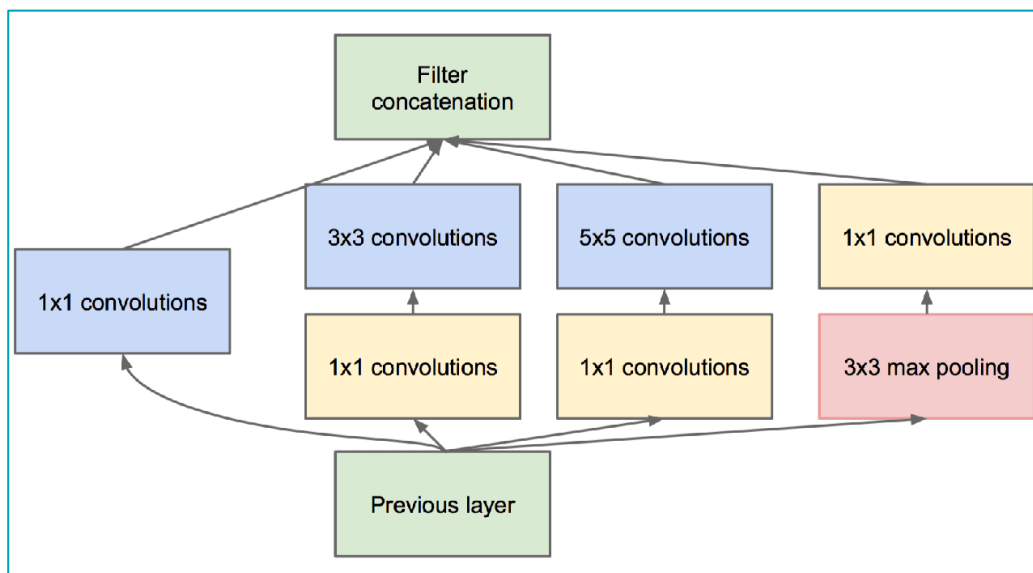 Filter
concatenation
3x3 convolutions
5x5 convolutions
1x1 convolutions
1x1 convolutions
1x1 convolutions
1x1 convolutions
3x3 max pooling
Previous layer